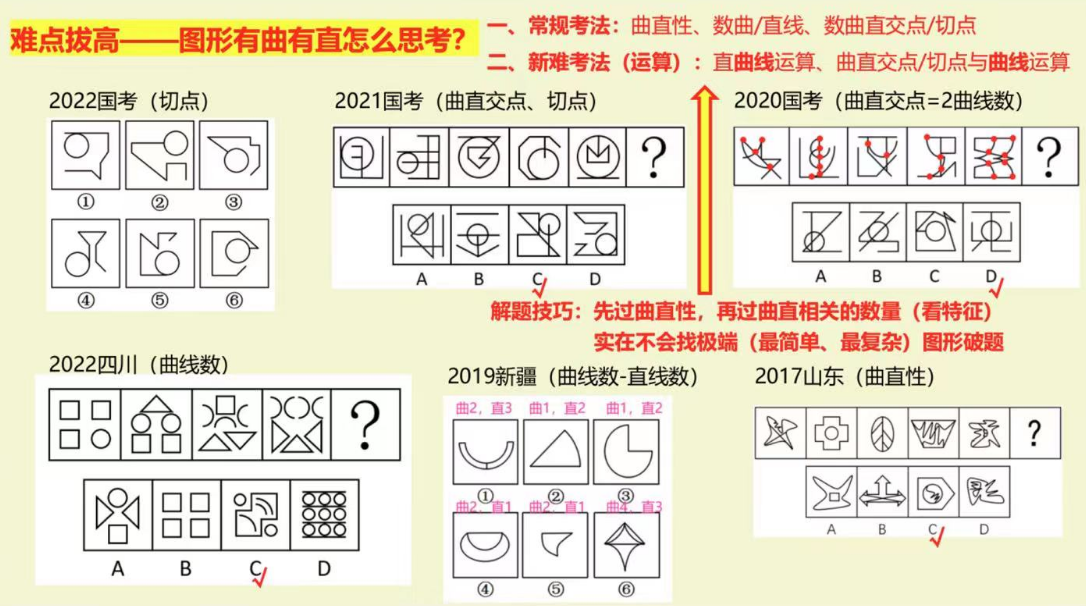 难点拔高——图形有曲有直怎么思考？
一、常规考法：曲直性、数曲/直线、数曲直交点/切点
二、新难考法（运算）：直曲线运算、曲直交点/切点与曲线运算
2022国考（切点）
① ② ③
④ ⑤ ⑥
2021国考（曲直交点、切点）
?
A B C D
2020国考（曲直交点=2曲线数）
?
A B C D
解题技巧：先过曲直性，再过曲直相关的数量（看特征）
实在不会找极端（最简单、最复杂）图形破题
2022四川（曲线数）
?
A B C D
2019新疆（曲线数-直线数）
曲2，直3 曲1，直2 曲1，直2
① ② ③
曲2，直1 曲2，直1 曲4，直3
④ ⑤ ⑥
2017山东（曲直性）
?
A B C D